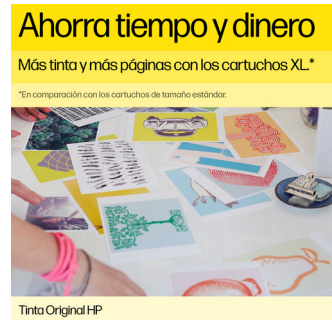 Ahorra tiempo y dinero
Más tinta y más páginas con los cartuchos XL.*
*En comparación con los cartuchos de tamaño estándar.
Tinta Original HP